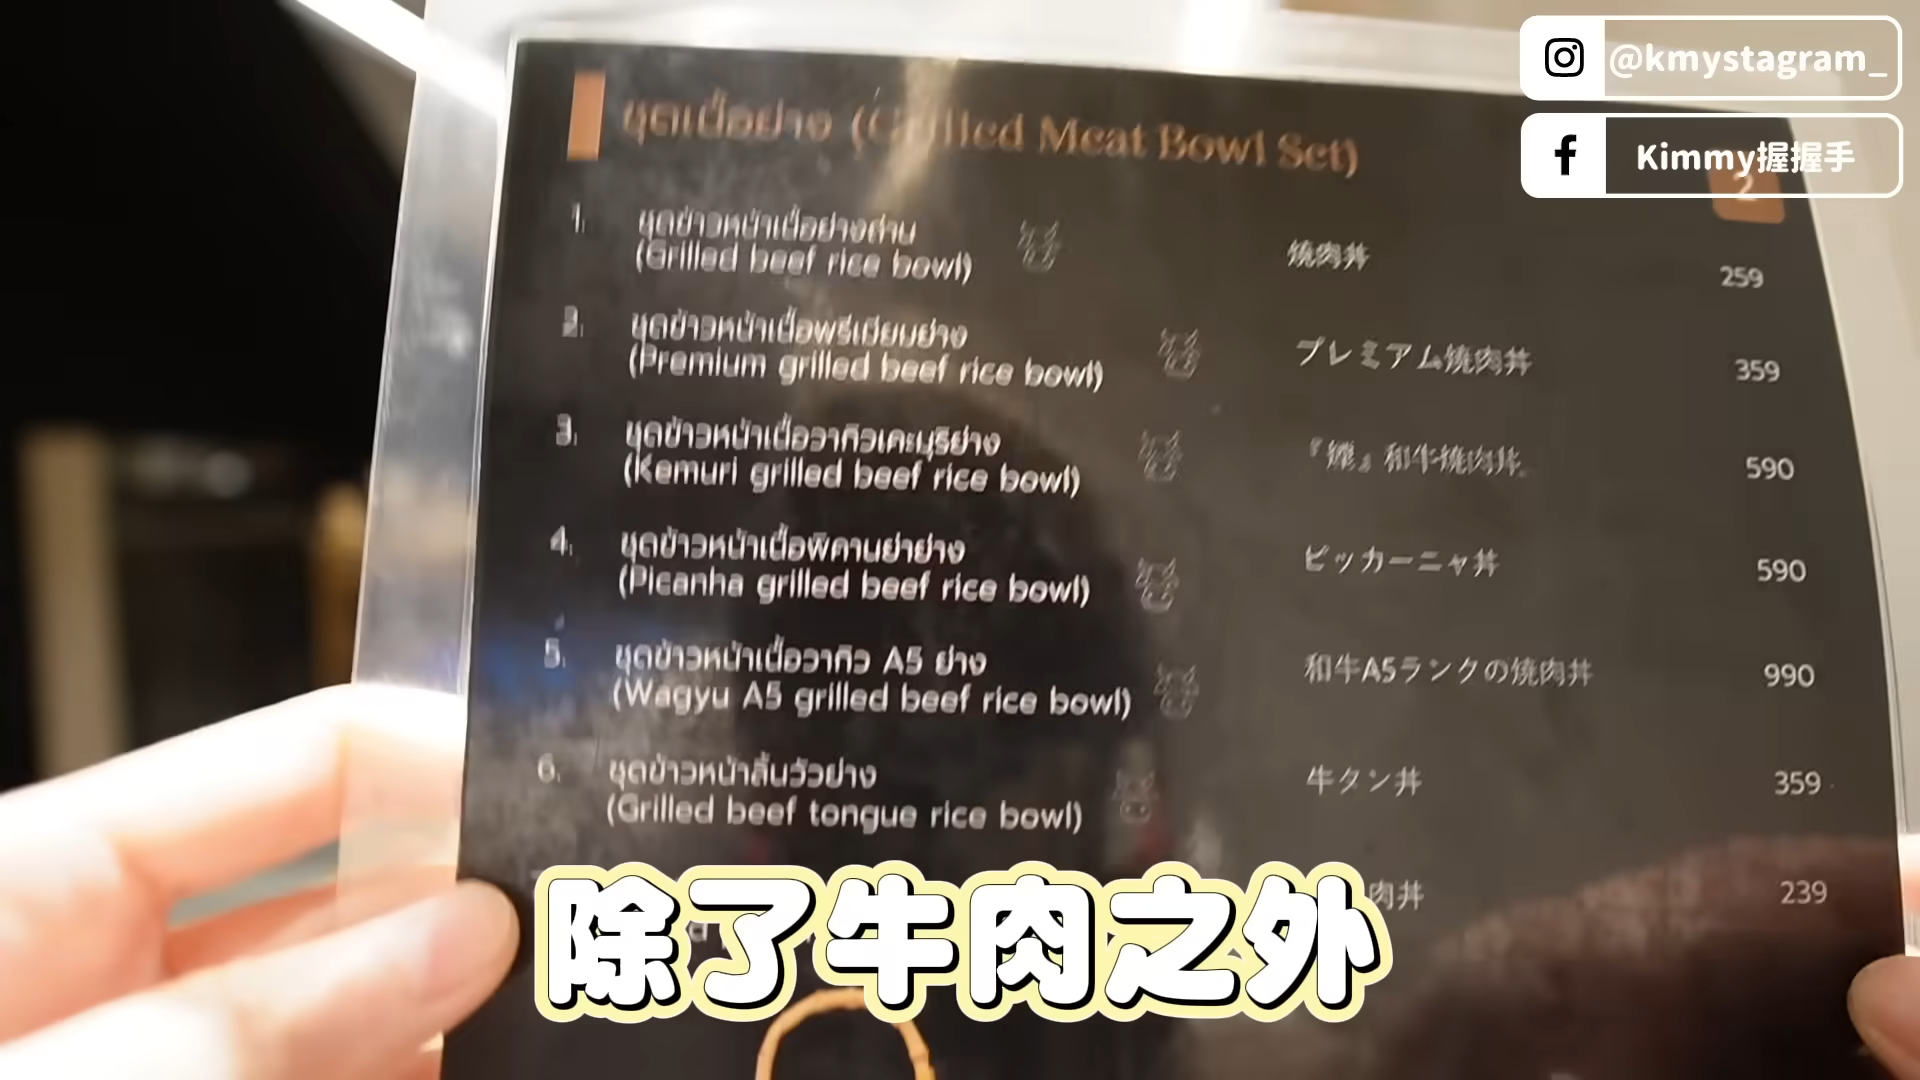 @kmystagram_
Kimmy握握手
ชุดเนื้อย่าง (Grilled Meat Bowl Set)
2
1. ชุดข้าวหน้าเนื้อย่างถ่าน 燒肉丼 259
(Grilled beef rice bowl)
2. ชุดข้าวหน้าเนื้อพรีเมียมย่าง プレミアム燒肉丼 359
(Premium grilled beef rice bowl)
3. ชุดข้าวหน้าเนื้อวากิวเคะมุริย่าง 『煙』和牛燒肉丼 590
(Kemuri grilled beef rice bowl)
4. ชุดข้าวหน้าเนื้อพิคานย่าย่าง ピッカーニャ丼 590
(Picanha grilled beef rice bowl)
5. ชุดข้าวหน้าเนื้อวากิว A5 ย่าง 和牛A5ランクの焼肉丼 990
(Wagyu A5 grilled beef rice bowl)
6. ชุดข้าวหน้าลิ้นวัวย่าง 牛タン丼 359
(Grilled beef tongue rice bowl)
肉丼 239
除了牛肉之外